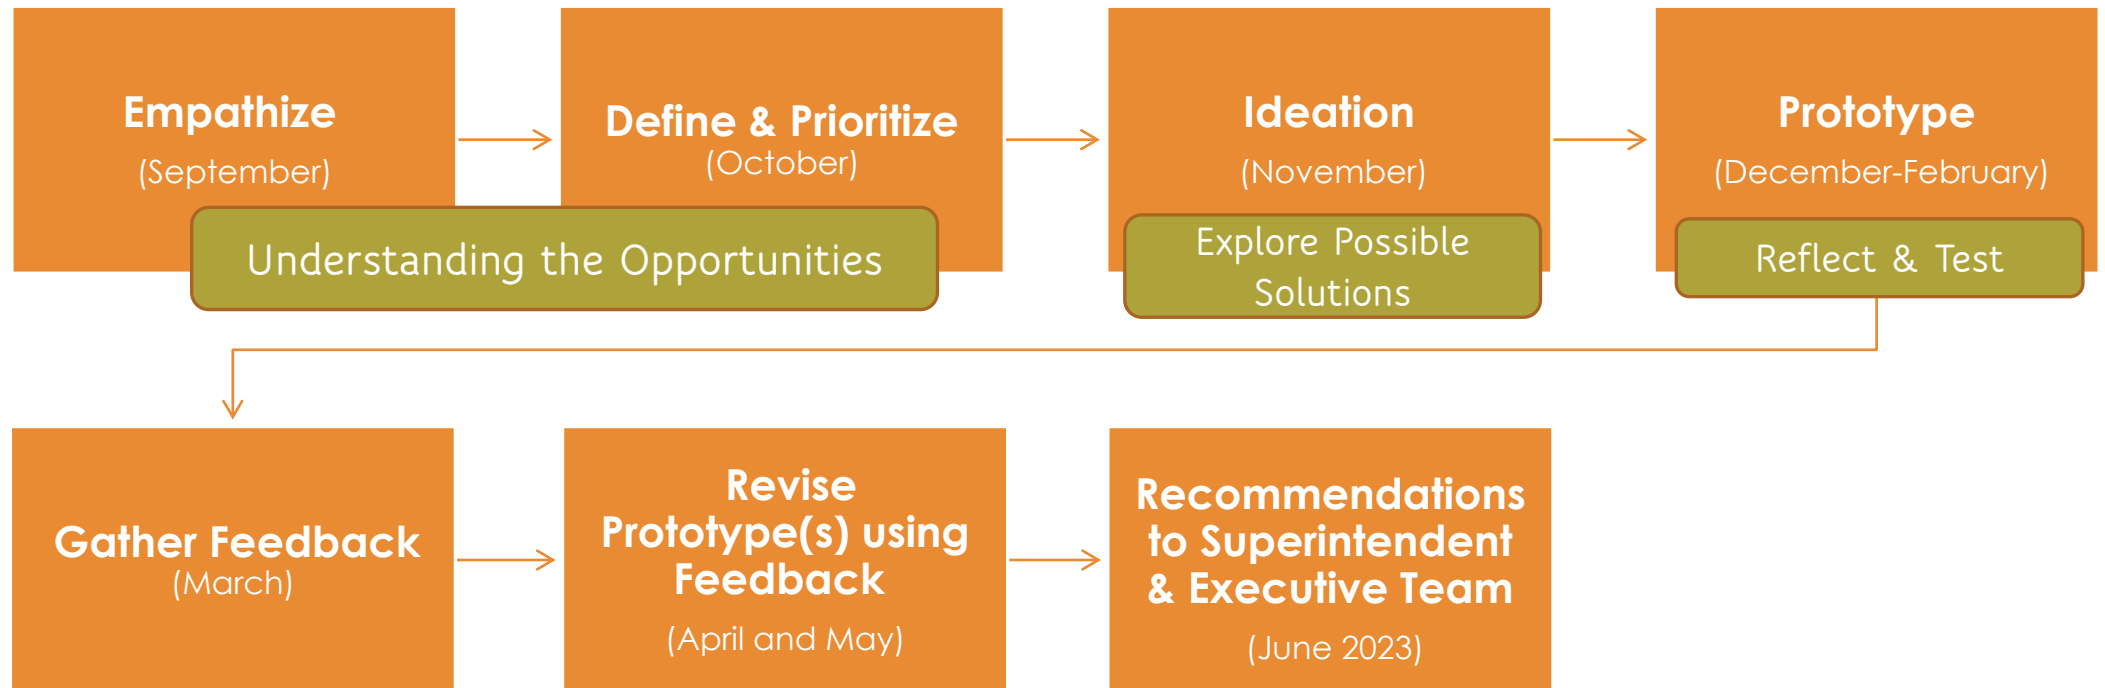 Empathize
(September)
Define & Prioritize
(October)
Understanding the Opportunities
Ideation
(November)
Explore Possible
Solutions
Prototype
(December-February)
Reflect & Test
Gather Feedback
(March)
Revise
Prototype(s) using
Feedback
(April and May)
Recommendations
to Superintendent
& Executive Team
(June 2023)